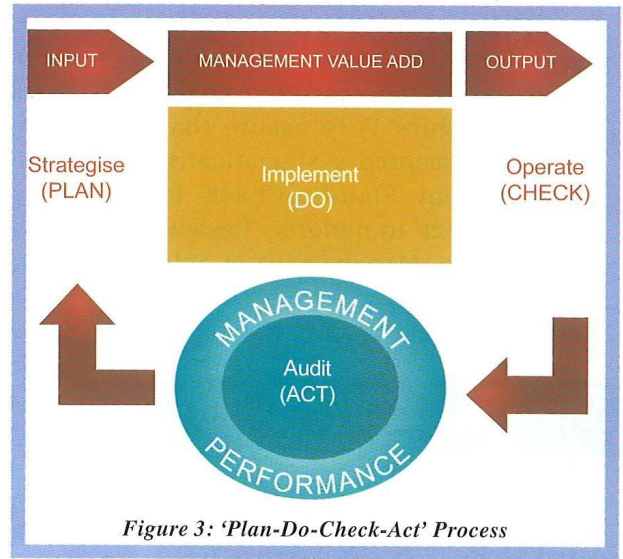 INPUT
MANAGEMENT VALUE ADD
OUTPUT
Strategise
(PLAN)
Implement
(DO)
Operate
(CHECK)
MANAGEMENT
Audit
(ACT)
PERFORMANCE
Figure 3: ‘Plan-Do-Check-Act’ Process